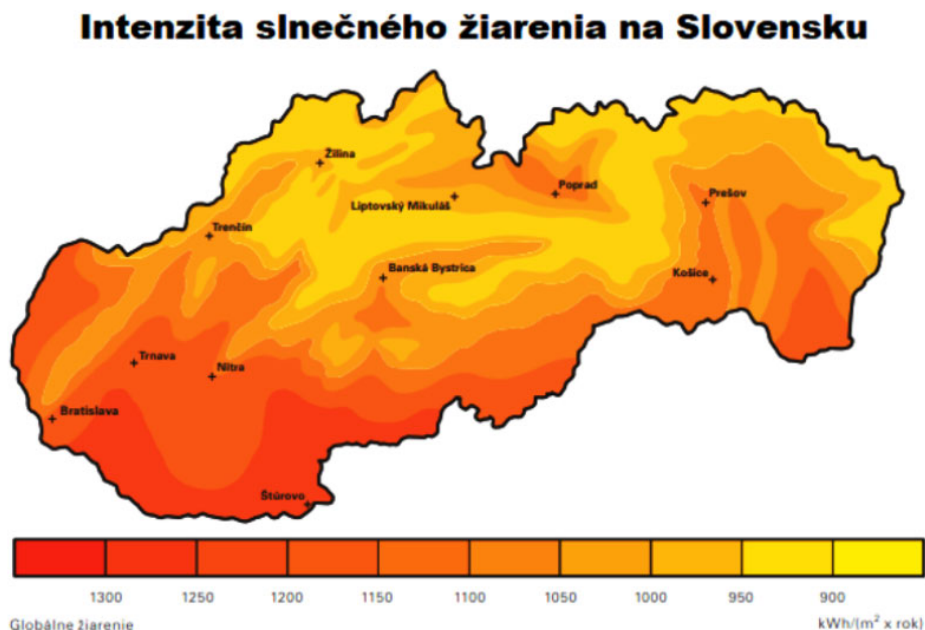 Intenzita slnečného žiarenia na Slovensku
Žilina
Poprad
Liptovský Mikuláš
Prešov
Trenčín
Banská Bystrica
Košice
Trnava
Nitra
Bratislava
Štúrovo
1300 1250 1200 1150 1100 1050 1000 950 900
Globálne žiarenie kWh/(m² x rok)